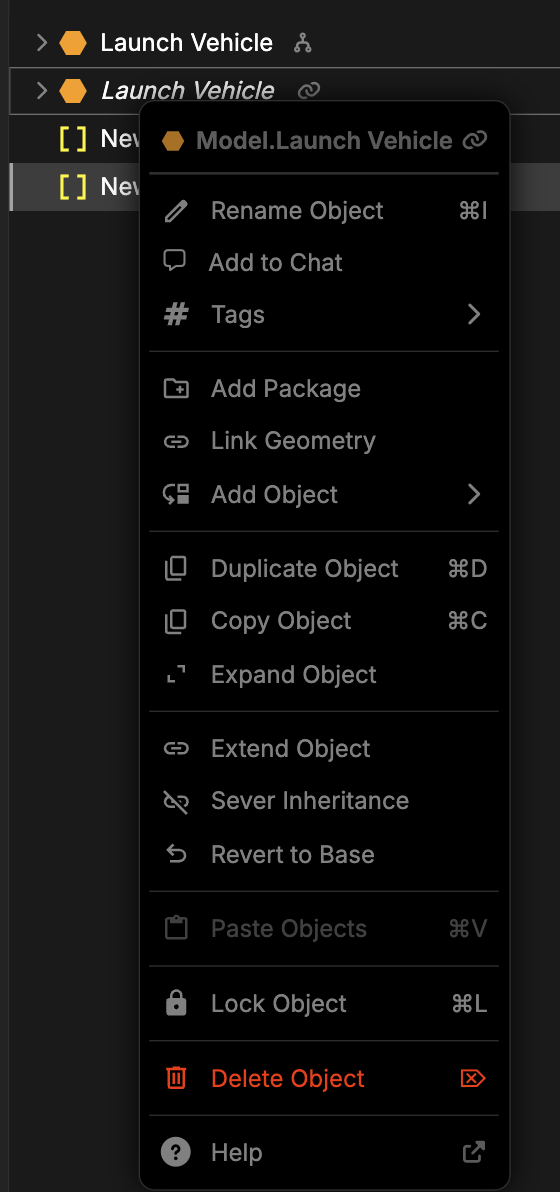 Launch Vehicle
Launch Vehicle
[ ] New
[ ] New
Model.Launch Vehicle
Rename Object ⌘I
Add to Chat
# Tags
Add Package
Link Geometry
Add Object
Duplicate Object ⌘D
Copy Object ⌘C
Expand Object
Extend Object
Sever Inheritance
Revert to Base
Paste Objects ⌘V
Lock Object ⌘L
Delete Object ⌦
Help